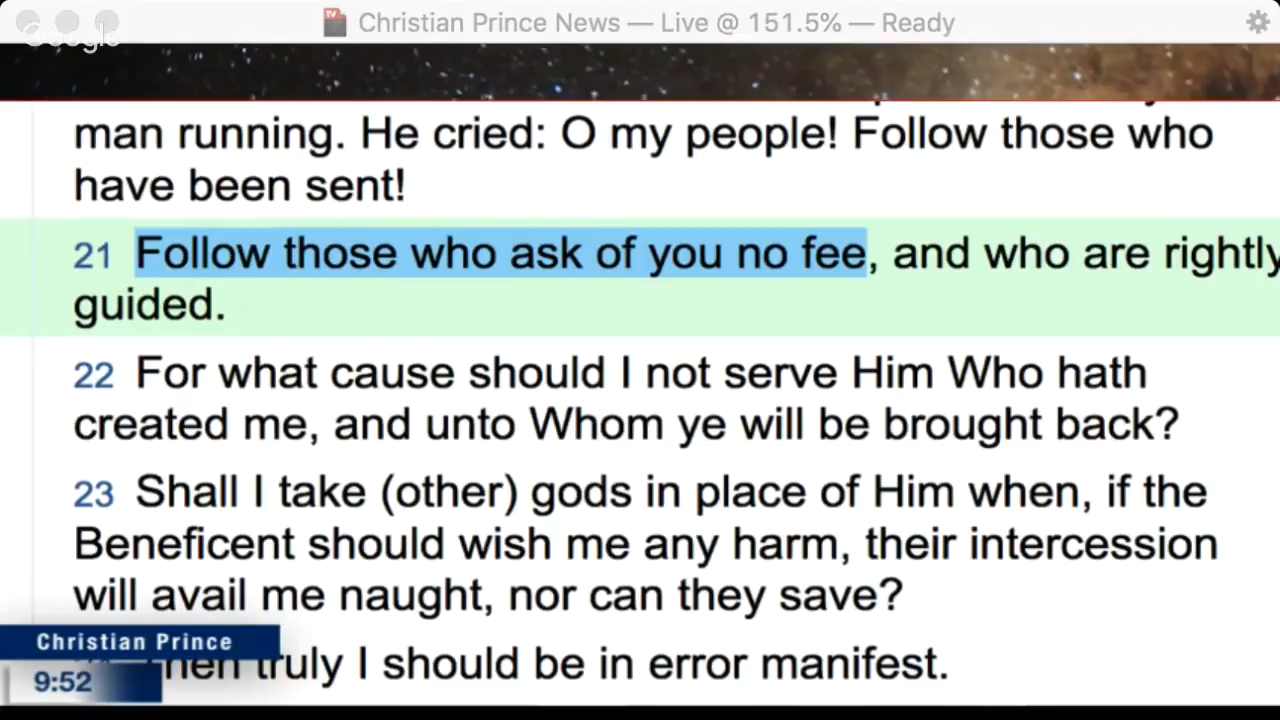 TV
Christian Prince News — Live @ 151.5% — Ready
Google
man running. He cried: O my people! Follow those who
have been sent!
21 Follow those who ask of you no fee, and who are rightly
guided.
22 For what cause should I not serve Him Who hath
created me, and unto Whom ye will be brought back?
23 Shall I take (other) gods in place of Him when, if the
Beneficent should wish me any harm, their intercession
will avail me naught, nor can they save?
Christian Prince
truly I should be in error manifest.
9:52